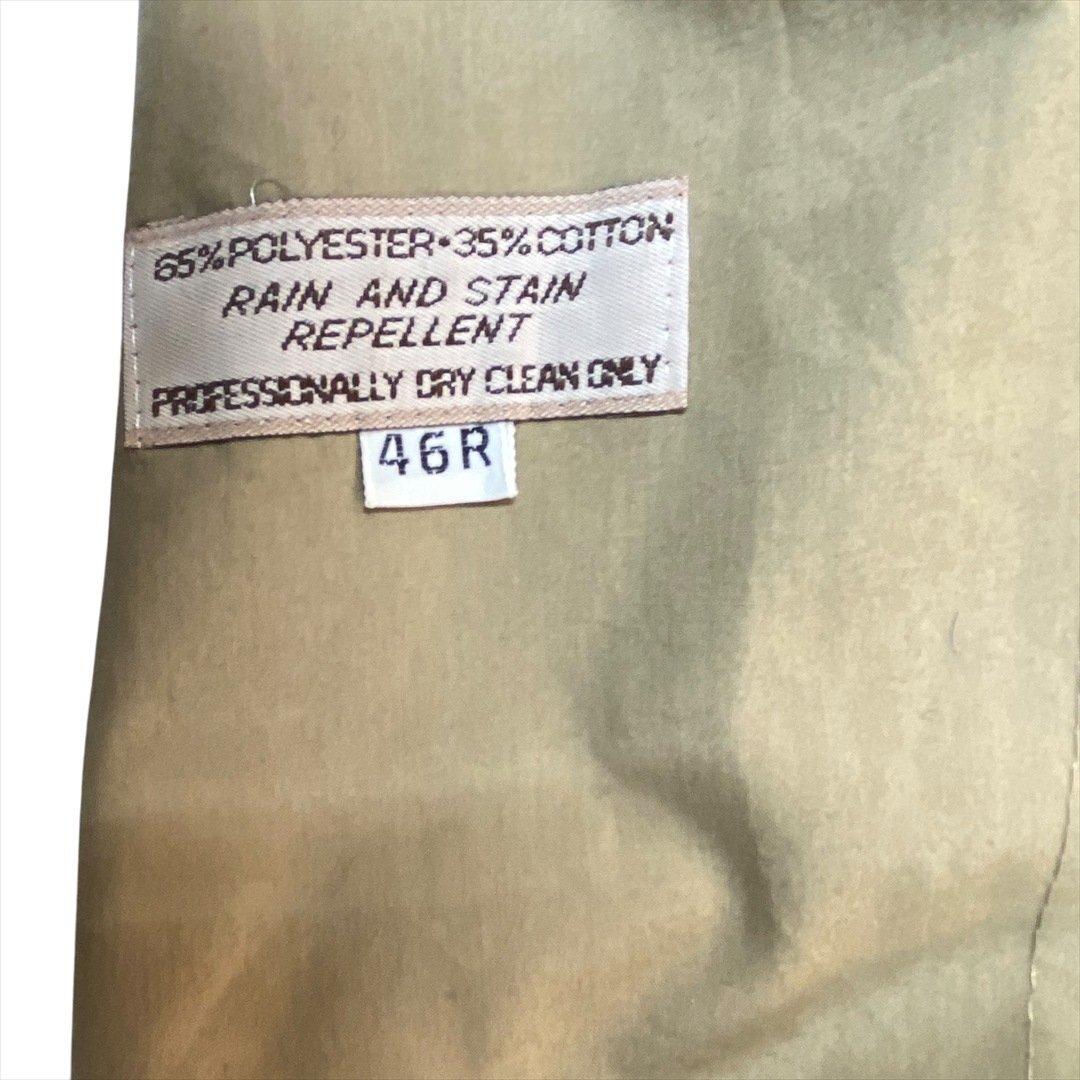 65% POLYESTER • 35% COTTON
RAIN AND STAIN
REPELLENT
PROFESSIONALLY DRY CLEAN ONLY
46R